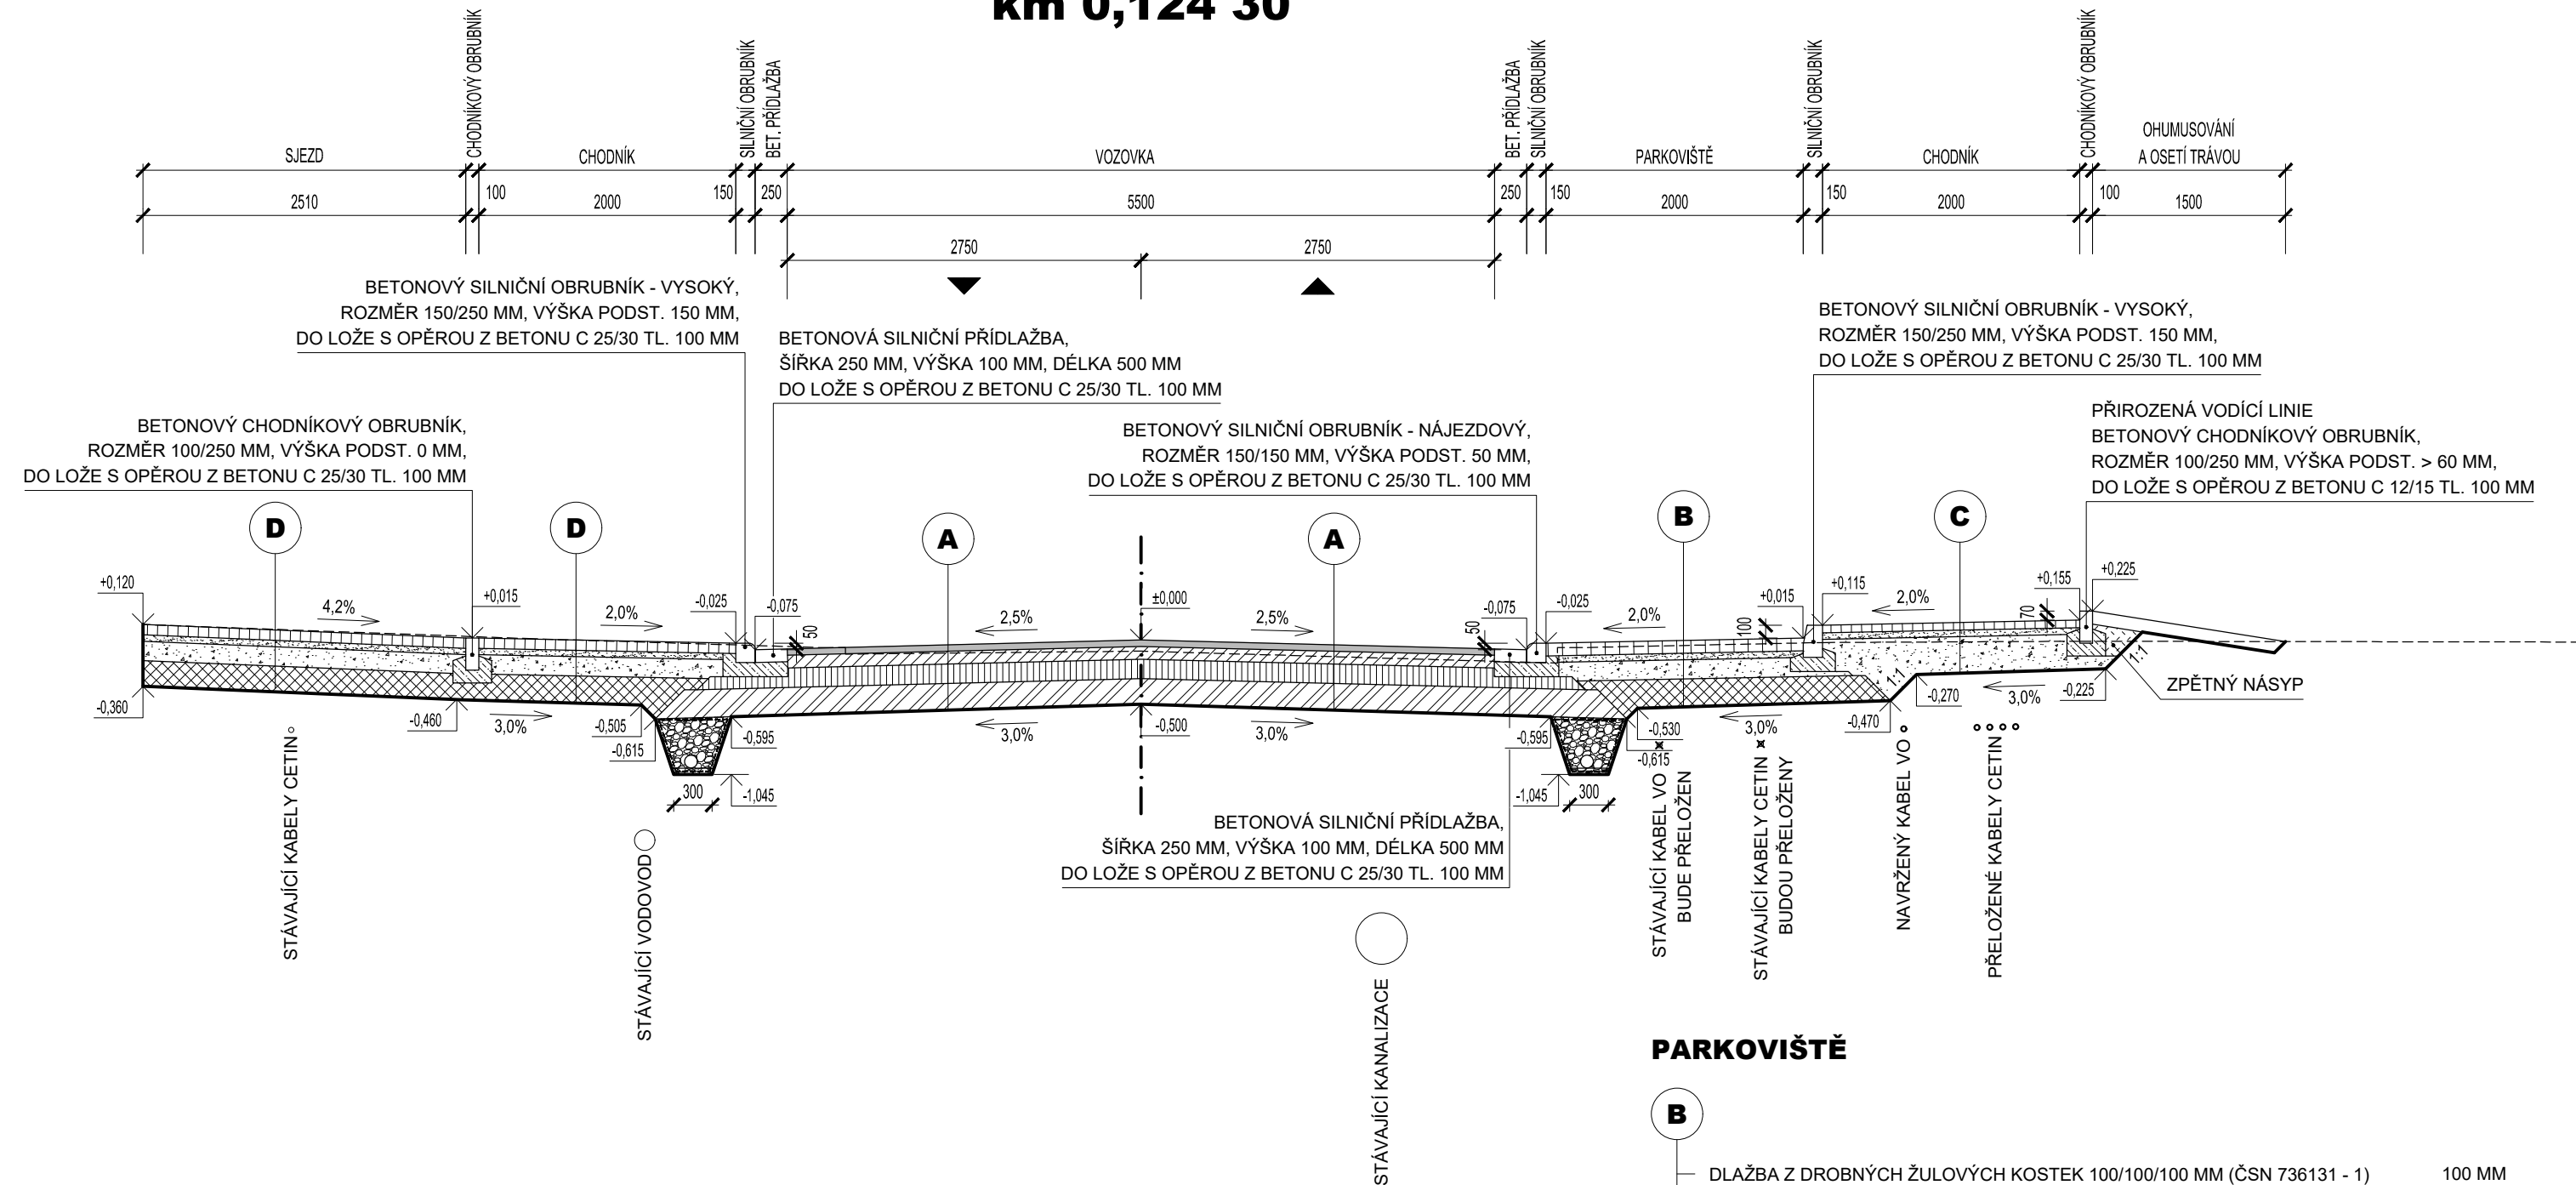 km 0,124 30
CHODNÍKOVÝ OBRUBNÍK
SILNIČNÍ OBRUBNÍK
BET. PŘÍDLAŽBA
BET. PŘÍDLAŽBA
SILNIČNÍ OBRUBNÍK
SILNIČNÍ OBRUBNÍK
CHODNÍKOVÝ OBRUBNÍK
SJEZD
CHODNÍK
VOZOVKA
PARKOVIŠTĚ
CHODNÍK
OHUMUSOVÁNÍ
A OSETÍ TRÁVOU
2510
100
2000
150
250
5500
250
150
2000
150
2000
100
1500
2750
2750
BETONOVÝ SILNIČNÍ OBRUBNÍK - VYSOKÝ,
ROZMĚR 150/250 MM, VÝŠKA PODST. 150 MM,
DO LOŽE S OPĚROU Z BETONU C 25/30 TL. 100 MM
BETONOVÁ SILNIČNÍ PŘÍDLAŽBA,
ŠÍŘKA 250 MM, VÝŠKA 100 MM, DÉLKA 500 MM
DO LOŽE S OPĚROU Z BETONU C 25/30 TL. 100 MM
BETONOVÝ SILNIČNÍ OBRUBNÍK - VYSOKÝ,
ROZMĚR 150/250 MM, VÝŠKA PODST. 150 MM,
DO LOŽE S OPĚROU Z BETONU C 25/30 TL. 100 MM
BETONOVÝ CHODNÍKOVÝ OBRUBNÍK,
ROZMĚR 100/250 MM, VÝŠKA PODST. 0 MM,
DO LOŽE S OPĚROU Z BETONU C 25/30 TL. 100 MM
BETONOVÝ SILNIČNÍ OBRUBNÍK - NÁJEZDOVÝ,
ROZMĚR 150/150 MM, VÝŠKA PODST. 50 MM,
DO LOŽE S OPĚROU Z BETONU C 25/30 TL. 100 MM
PŘIROZENÁ VODÍCÍ LINIE
BETONOVÝ CHODNÍKOVÝ OBRUBNÍK,
ROZMĚR 100/250 MM, VÝŠKA PODST. > 60 MM,
DO LOŽE S OPĚROU Z BETONU C 12/15 TL. 100 MM
D
D
A
A
B
C
+0,120
4,2%
+0,015
2,0%
-0,025
-0,075
50
2,5%
±0,000
2,5%
50
-0,075
-0,025
2,0%
+0,015
100
+0,115
2,0%
+0,155
70
+0,225
-0,360
-0,460
3,0%
-0,505
-0,615
-0,595
3,0%
-0,500
3,0%
-0,595
-0,615
-0,530
3,0%
-0,470
1:1
-0,270
3,0%
-0,225
1:1
ZPĚTNÝ NÁSYP
300
-1,045
-1,045
300
BETONOVÁ SILNIČNÍ PŘÍDLAŽBA,
ŠÍŘKA 250 MM, VÝŠKA 100 MM, DÉLKA 500 MM
DO LOŽE S OPĚROU Z BETONU C 25/30 TL. 100 MM
STÁVAJÍCÍ KABELY CETIN
STÁVAJÍCÍ VODOVOD
STÁVAJÍCÍ KANALIZACE
STÁVAJÍCÍ KABEL VO
BUDE PŘELOŽEN
STÁVAJÍCÍ KABELY CETIN
BUDOU PŘELOŽENY
NAVRŽENÝ KABEL VO
PŘELOŽENÉ KABELY CETIN
PARKOVIŠTĚ
B
DLAŽBA Z DROBNÝCH ŽULOVÝCH KOSTEK 100/100/100 MM (ČSN 736131 - 1) 100 MM